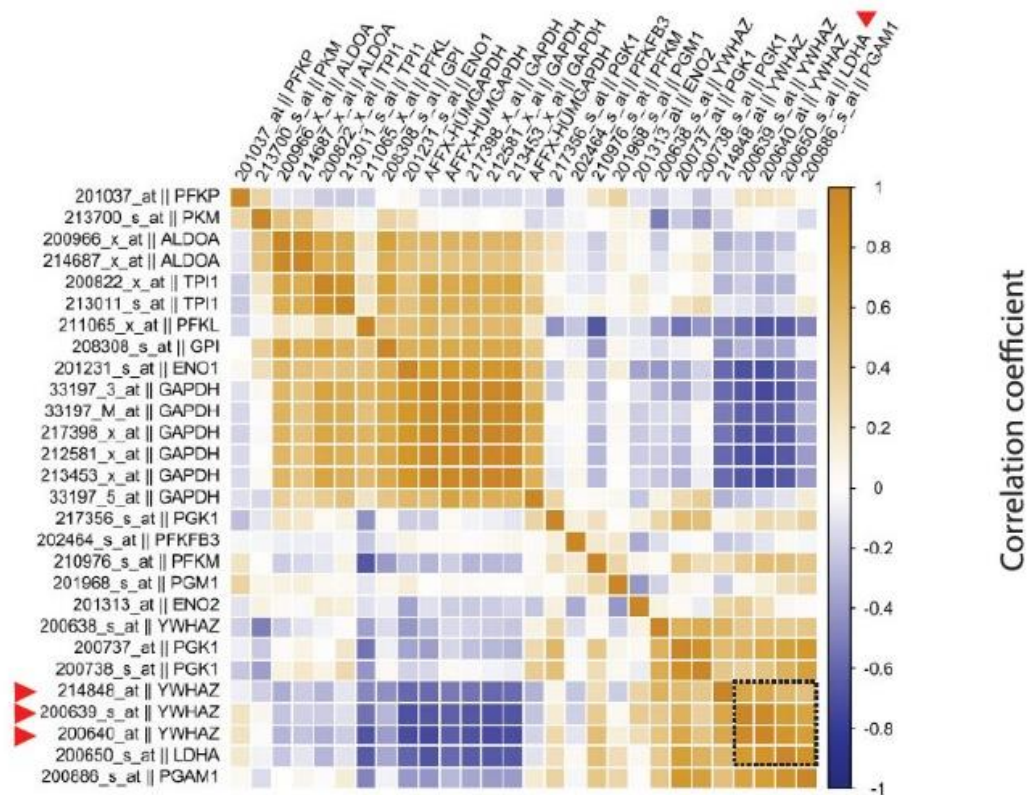 201037_at || PFKP
213700_s_at || PKM
200966_x_at || ALDOA
214687_x_at || ALDOA
200822_x_at || TPI1
213011_s_at || TPI1
211065_x_at || PFKL
208308_s_at || GPI
201231_s_at || ENO1
AFFX-HUMGAPDH
AFFX-HUMGAPDH
217398_x_at || GAPDH
212581_x_at || GAPDH
213453_x_at || GAPDH
AFFX-HUMGAPDH
217356_s_at || PGK1
202464_s_at || PFKFB3
210976_s_at || PFKM
201968_s_at || PGM1
201313_at || ENO2
200638_s_at || YWHAZ
200737_at || PGK1
200738_s_at || PGK1
214848_at || YWHAZ
200639_s_at || YWHAZ
200640_at || YWHAZ
200650_s_at || LDHA
200886_s_at || PGAM1
201037_at || PFKP
213700_s_at || PKM
200966_x_at || ALDOA
214687_x_at || ALDOA
200822_x_at || TPI1
213011_s_at || TPI1
211065_x_at || PFKL
208308_s_at || GPI
201231_s_at || ENO1
33197_3_at || GAPDH
33197_M_at || GAPDH
217398_x_at || GAPDH
212581_x_at || GAPDH
213453_x_at || GAPDH
33197_5_at || GAPDH
217356_s_at || PGK1
202464_s_at || PFKFB3
210976_s_at || PFKM
201968_s_at || PGM1
201313_at || ENO2
200638_s_at || YWHAZ
200737_at || PGK1
200738_s_at || PGK1
214848_at || YWHAZ
200639_s_at || YWHAZ
200640_at || YWHAZ
200650_s_at || LDHA
200886_s_at || PGAM1
1
0.8
0.6
0.4
0.2
0
-0.2
-0.4
-0.6
-0.8
-1
Correlation coefficient